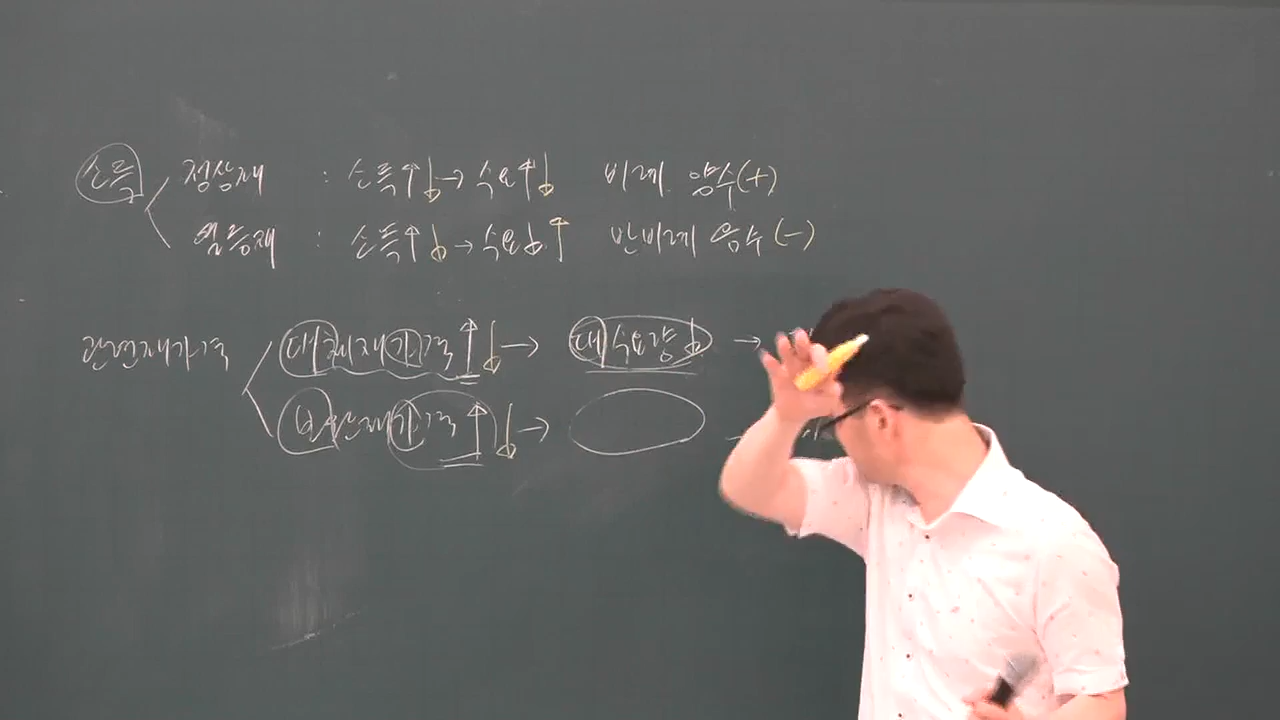 소득 정상재 : 소득↑↓→ 수요↑↓ 비례 양수(+)
열등재 : 소득↑↓→ 수요↓↑ 반비례 음수(-)
관련재가격 대체재가격↑↓→ 대수요량↓ →
보완재가격↑↓→